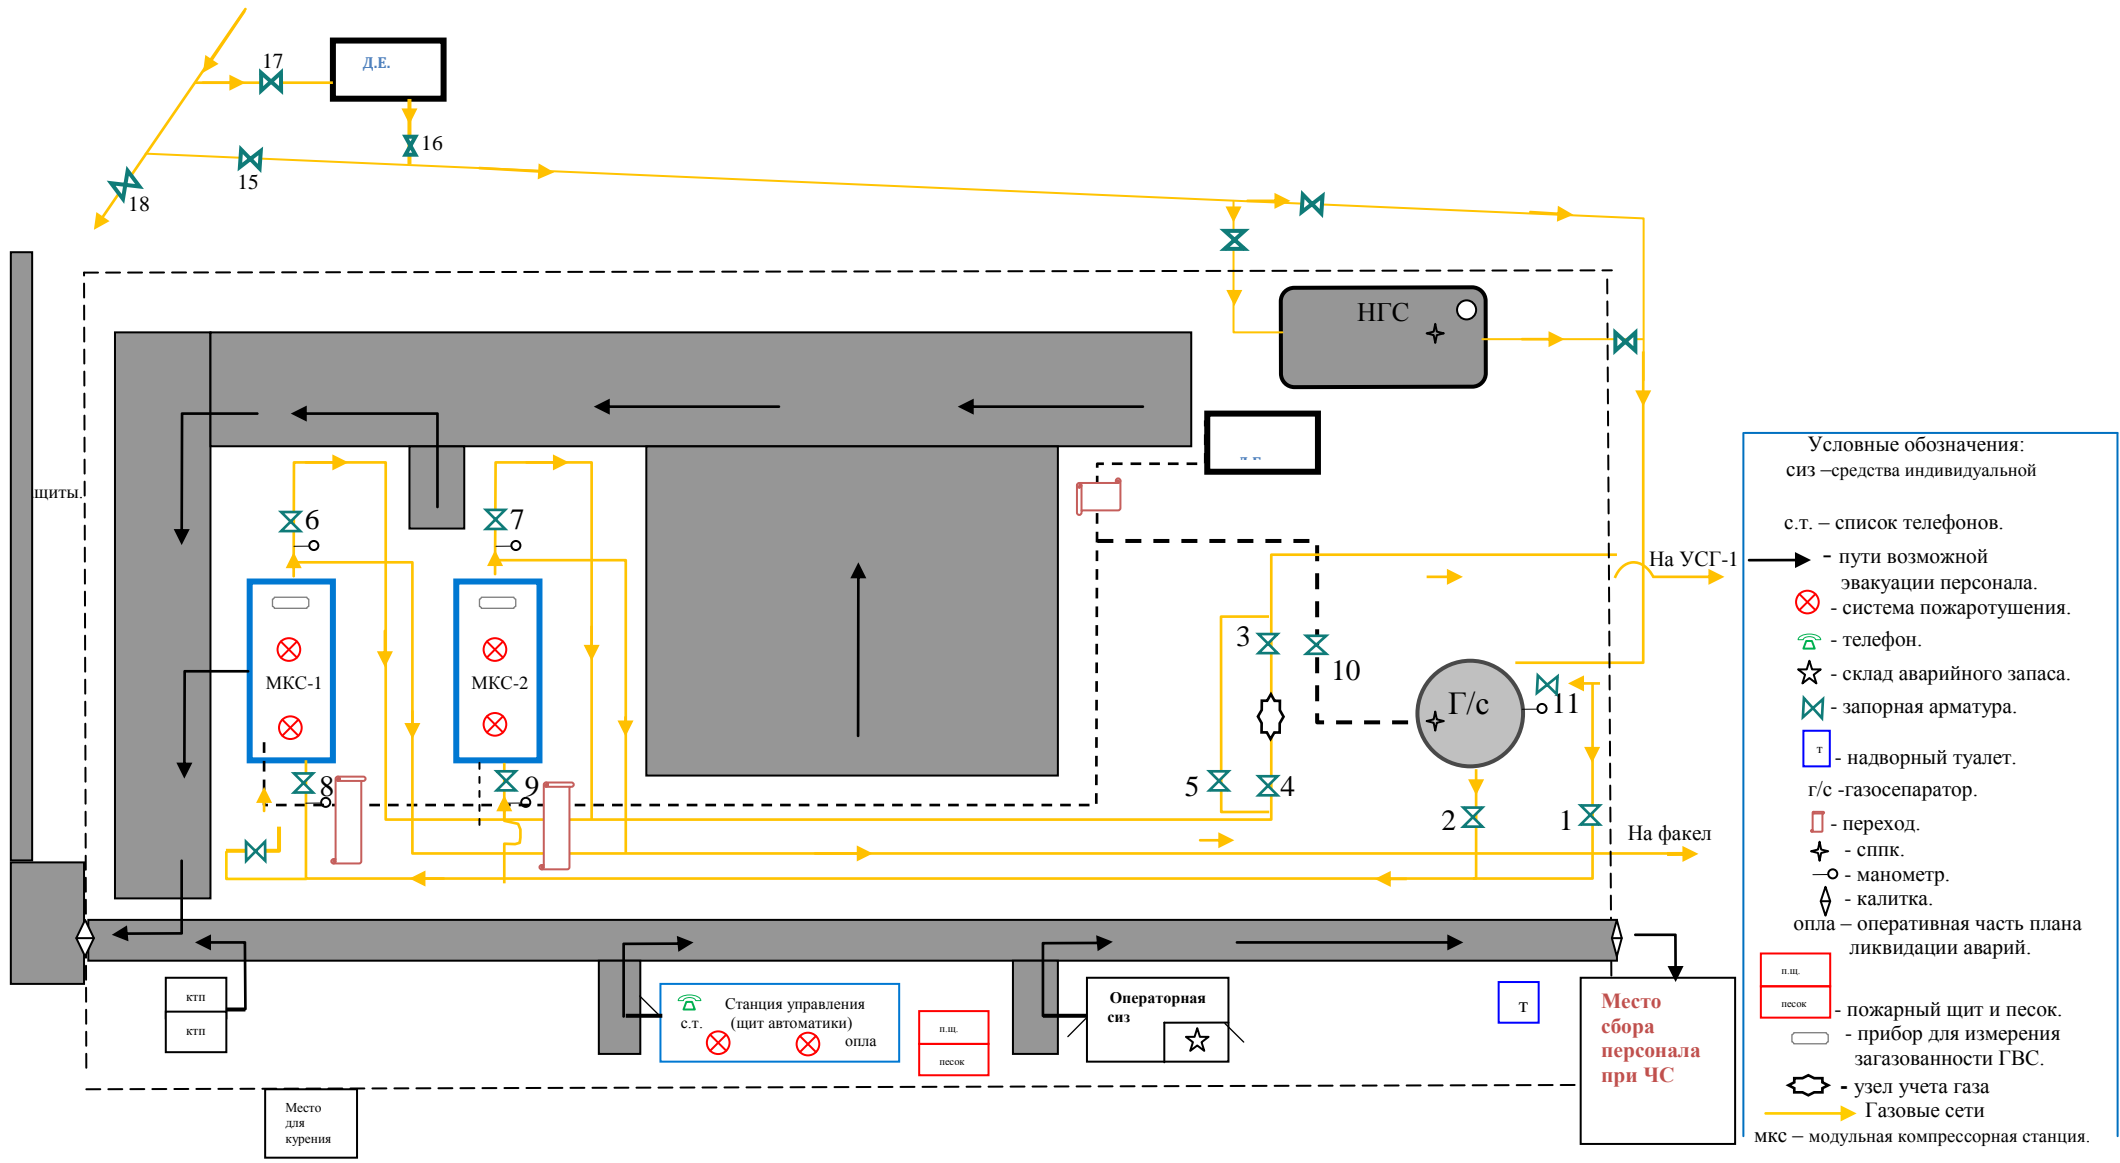 17
Д.Е.
16
15
18
НГС
щиты.
6
7
На УСГ-1
3
10
МКС-1
МКС-2
Г/с
11
8
9
5
4
2
1
На факел
ктп
ктп
Станция управления
с.т. (щит автоматики)
опла
п.щ.
песок
Операторная
сиз
т
Место
сбора
персонала
при ЧС
Место
для
курения
Условные обозначения:
сиз –средства индивидуальной
с.т. – список телефонов.
- пути возможной
эвакуации персонала.
- система пожаротушения.
- телефон.
- склад аварийного запаса.
- запорная арматура.
т
- надворный туалет.
г/с -газосепаратор.
- переход.
- сппк.
- манометр.
- калитка.
опла – оперативная часть плана
ликвидации аварий.
п.щ.
песок
- пожарный щит и песок.
- прибор для измерения
загазованности ГВС.
- узел учета газа
Газовые сети
мкс – модульная компрессорная станция.